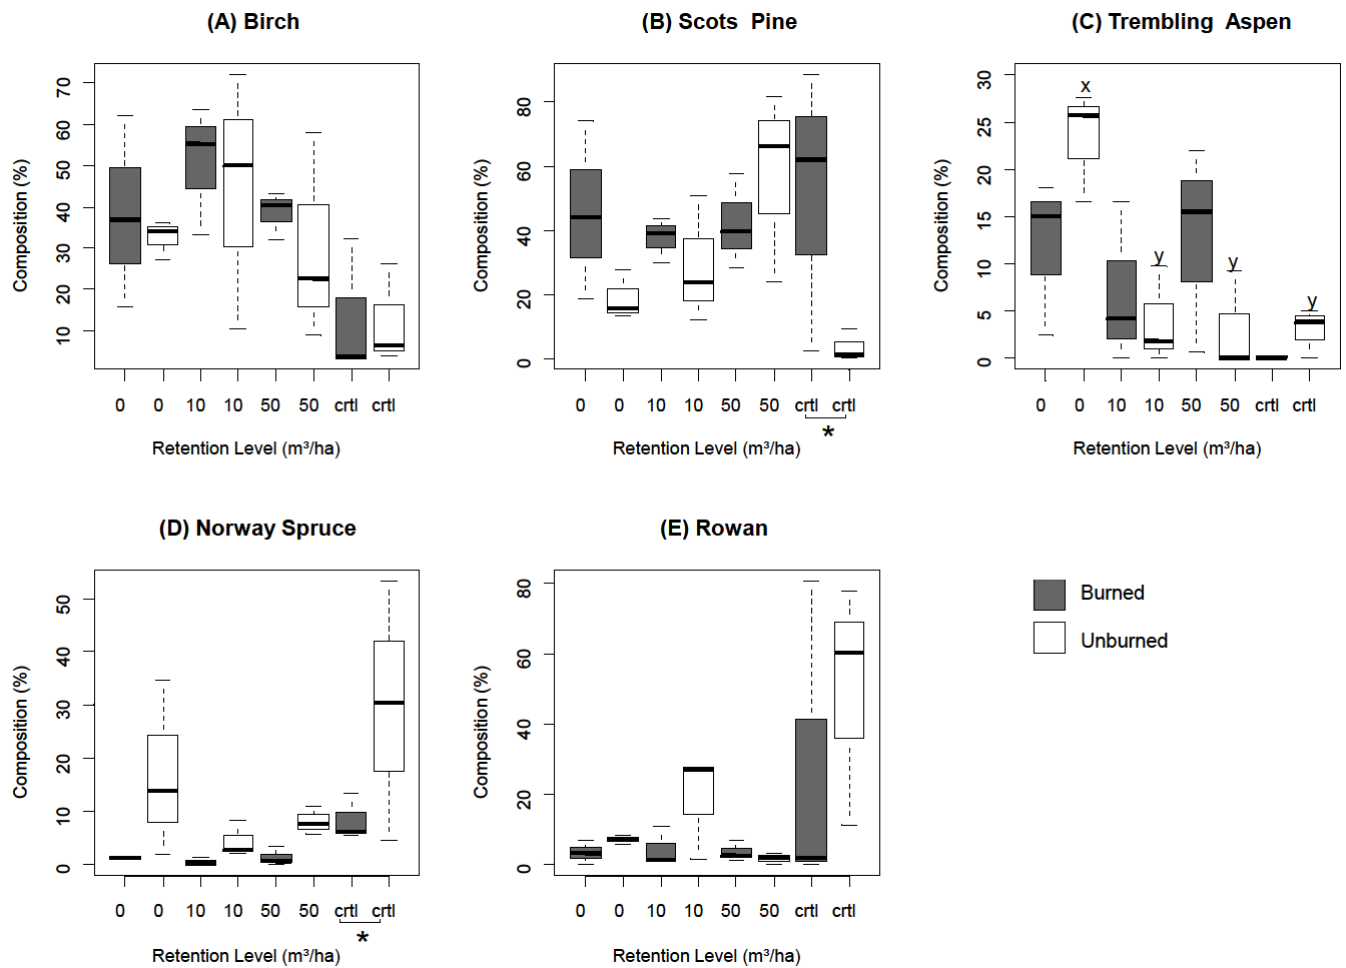 (A) Birch
70
60
50
40
30
20
10
Composition (%)
0 0 10 10 50 50 crtl crtl
Retention Level (m³/ha)
(B) Scots Pine
80
60
40
20
0
Composition (%)
0 0 10 10 50 50 crtl crtl
*
Retention Level (m³/ha)
(C) Trembling Aspen
30
25
20
15
10
5
0
Composition (%)
x
y
y
y
0 0 10 10 50 50 crtl crtl
Retention Level (m³/ha)
(D) Norway Spruce
50
40
30
20
10
0
Composition (%)
0 0 10 10 50 50 crtl crtl
*
Retention Level (m³/ha)
(E) Rowan
80
60
40
20
0
Composition (%)
0 0 10 10 50 50 crtl crtl
Retention Level (m³/ha)
Burned
Unburned